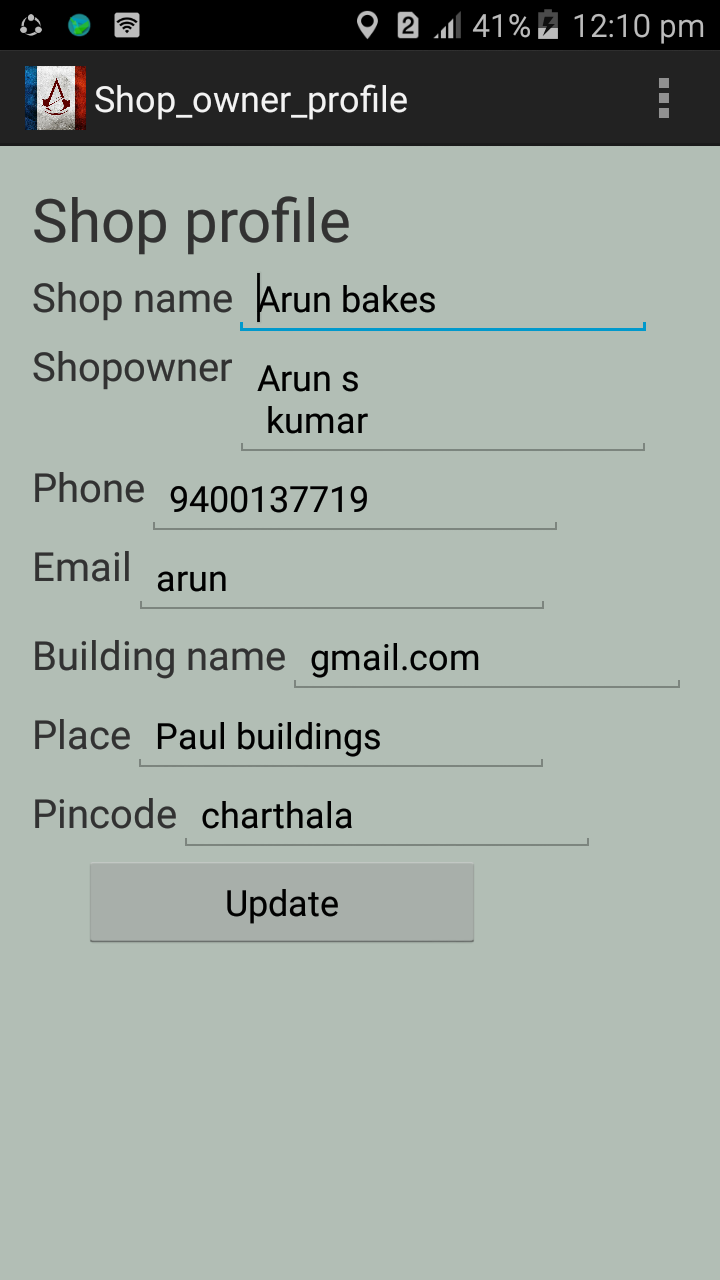 2 41% 12:10 pm
Shop_owner_profile
Shop profile
Shop name Arun bakes
Shopowner Arun s
kumar
Phone 9400137719
Email arun
Building name gmail.com
Place Paul buildings
Pincode charthala
Update